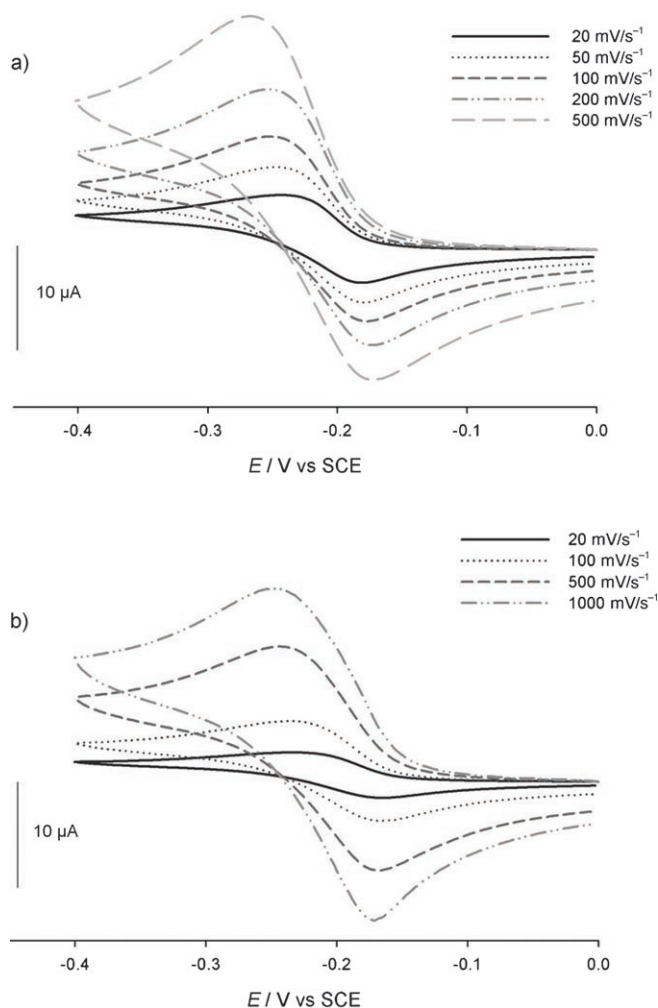 a)
20 mV/s⁻¹
50 mV/s⁻¹
100 mV/s⁻¹
200 mV/s⁻¹
500 mV/s⁻¹
10 µA
-0.4 -0.3 -0.2 -0.1 0.0
E / V vs SCE
b)
20 mV/s⁻¹
100 mV/s⁻¹
500 mV/s⁻¹
1000 mV/s⁻¹
10 µA
-0.4 -0.3 -0.2 -0.1 0.0
E / V vs SCE